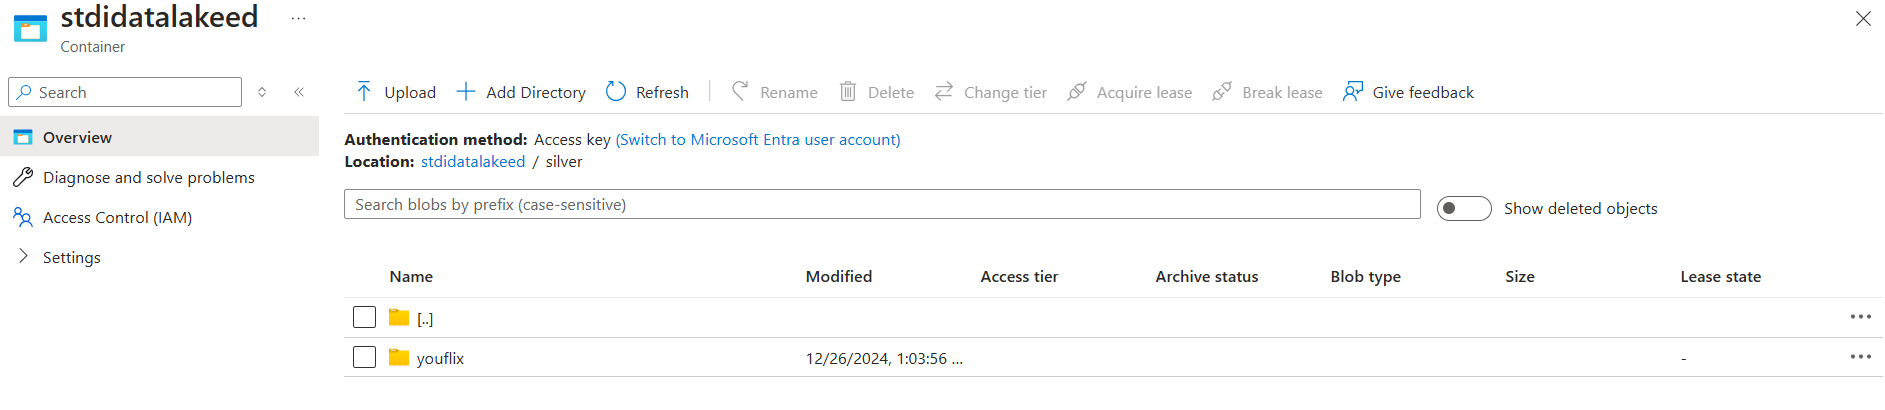 stdidatalakeed ...
Container
Search
Overview
Diagnose and solve problems
Access Control (IAM)
Settings
Upload Add Directory Refresh Rename Delete Change tier Acquire lease Break lease Give feedback
Authentication method: Access key (Switch to Microsoft Entra user account)
Location: stdidatalakeed / silver
Search blobs by prefix (case-sensitive)
Show deleted objects
Name Modified Access tier Archive status Blob type Size Lease state
[..]
youflix 12/26/2024, 1:03:56 ... -